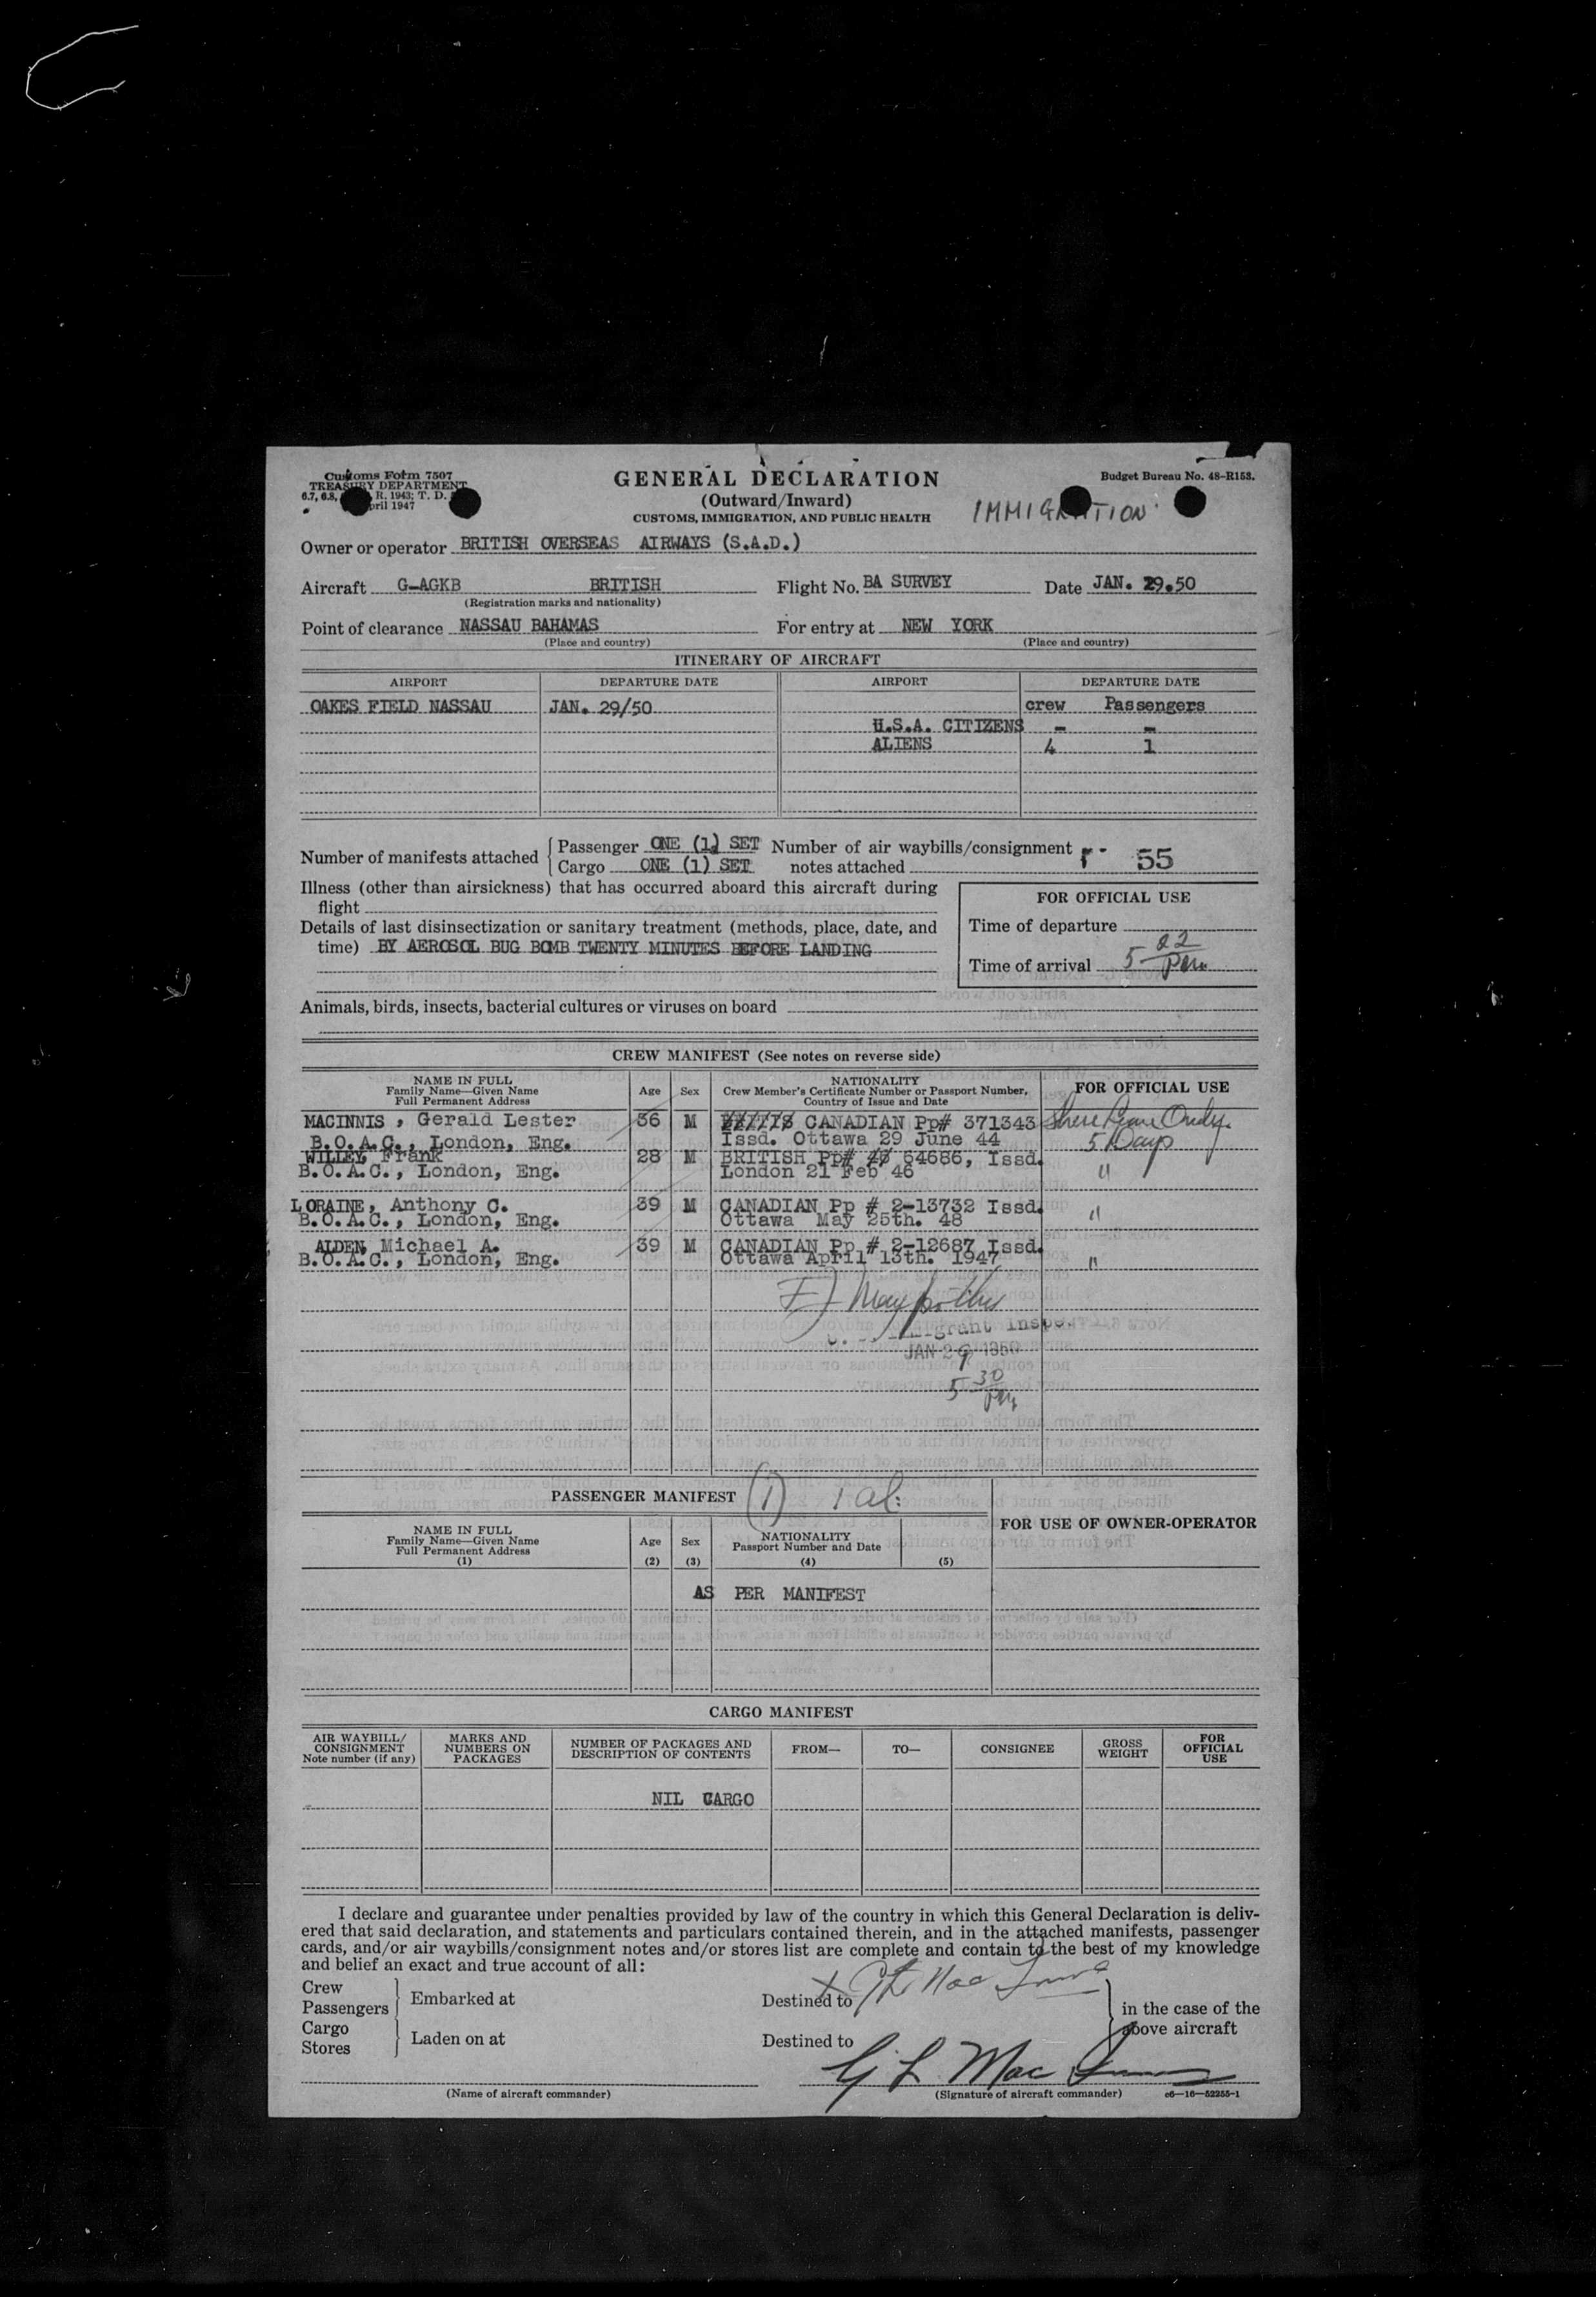 Customs Form 7507
TREASURY DEPARTMENT
6.7, 6.8, R. 1943; T. D.
April 1947
GENERAL DECLARATION
(Outward/Inward)
CUSTOMS, IMMIGRATION, AND PUBLIC HEALTH
Budget Bureau No. 48-R153.
IMMIGRATION
Owner or operator BRITISH OVERSEAS AIRWAYS (S.A.D.)
Aircraft G-AGKB BRITISH Flight No. BA SURVEY Date JAN. 29.50
(Registration marks and nationality)
Point of clearance NASSAU BAHAMAS For entry at NEW YORK
(Place and country) (Place and country)
ITINERARY OF AIRCRAFT
AIRPORT DEPARTURE DATE AIRPORT DEPARTURE DATE
OAKES FIELD NASSAU JAN. 29/50 crew Passengers
U.S.A. CITIZENS - -
ALIENS 4 1
Number of manifests attached Passenger ONE (1) SET Number of air waybills/consignment
Cargo ONE (1) SET notes attached 55
Illness (other than airsickness) that has occurred aboard this aircraft during
flight
FOR OFFICIAL USE
Details of last disinsectization or sanitary treatment (methods, place, date, and
time) BY AEROSOL BUG BOMB TWENTY MINUTES BEFORE LANDING
Time of departure
Time of arrival 5 22 PM
Animals, birds, insects, bacterial cultures or viruses on board
CREW MANIFEST (See notes on reverse side)
NAME IN FULL
Family Name—Given Name
Full Permanent Address
Age Sex
NATIONALITY
Crew Member's Certificate Number or Passport Number,
Country of Issue and Date
FOR OFFICIAL USE
MACINNIS , Gerald Lester 36 M CANADIAN Pp# 371343 Shore Leave Only.
B.O.A.C., London, Eng. Issd. Ottawa 29 June 44 5 Days
WILLEY, Frank 28 M BRITISH Pp# 64686, Issd. "
B.O.A.C., London, Eng. London 21 Feb 46
LORAINE, Anthony C. 39 M CANADIAN Pp # 2-13732 Issd. "
B.O.A.C., London, Eng. Ottawa May 25th. 48
ALDEN, Michael A. 39 M CANADIAN Pp # 2-12687 Issd.
B.O.A.C., London, Eng. Ottawa April 13th. 1947 "
Immigrant Inspe.
JAN 29 1950
5 30 PM
PASSENGER MANIFEST (1) 1 al.
NAME IN FULL
Family Name—Given Name
Full Permanent Address
(1)
Age
(2)
Sex
(3)
NATIONALITY
Passport Number and Date
(4)
(5)
FOR USE OF OWNER-OPERATOR
AS PER MANIFEST
CARGO MANIFEST
AIR WAYBILL/
CONSIGNMENT
Note number (if any)
MARKS AND
NUMBERS ON
PACKAGES
NUMBER OF PACKAGES AND
DESCRIPTION OF CONTENTS
FROM—
TO—
CONSIGNEE
GROSS
WEIGHT
FOR
OFFICIAL
USE
NIL CARGO
I declare and guarantee under penalties provided by law of the country in which this General Declaration is deliv-
ered that said declaration, and statements and particulars contained therein, and in the attached manifests, passenger
cards, and/or air waybills/consignment notes and/or stores list are complete and contain to the best of my knowledge
and belief an exact and true account of all:
Crew
Passengers
Embarked at
Destined to
in the case of the
above aircraft
Cargo
Stores
Laden on at
Destined to
G L MacInnis
(Name of aircraft commander)
(Signature of aircraft commander)
c6—16—52255-1